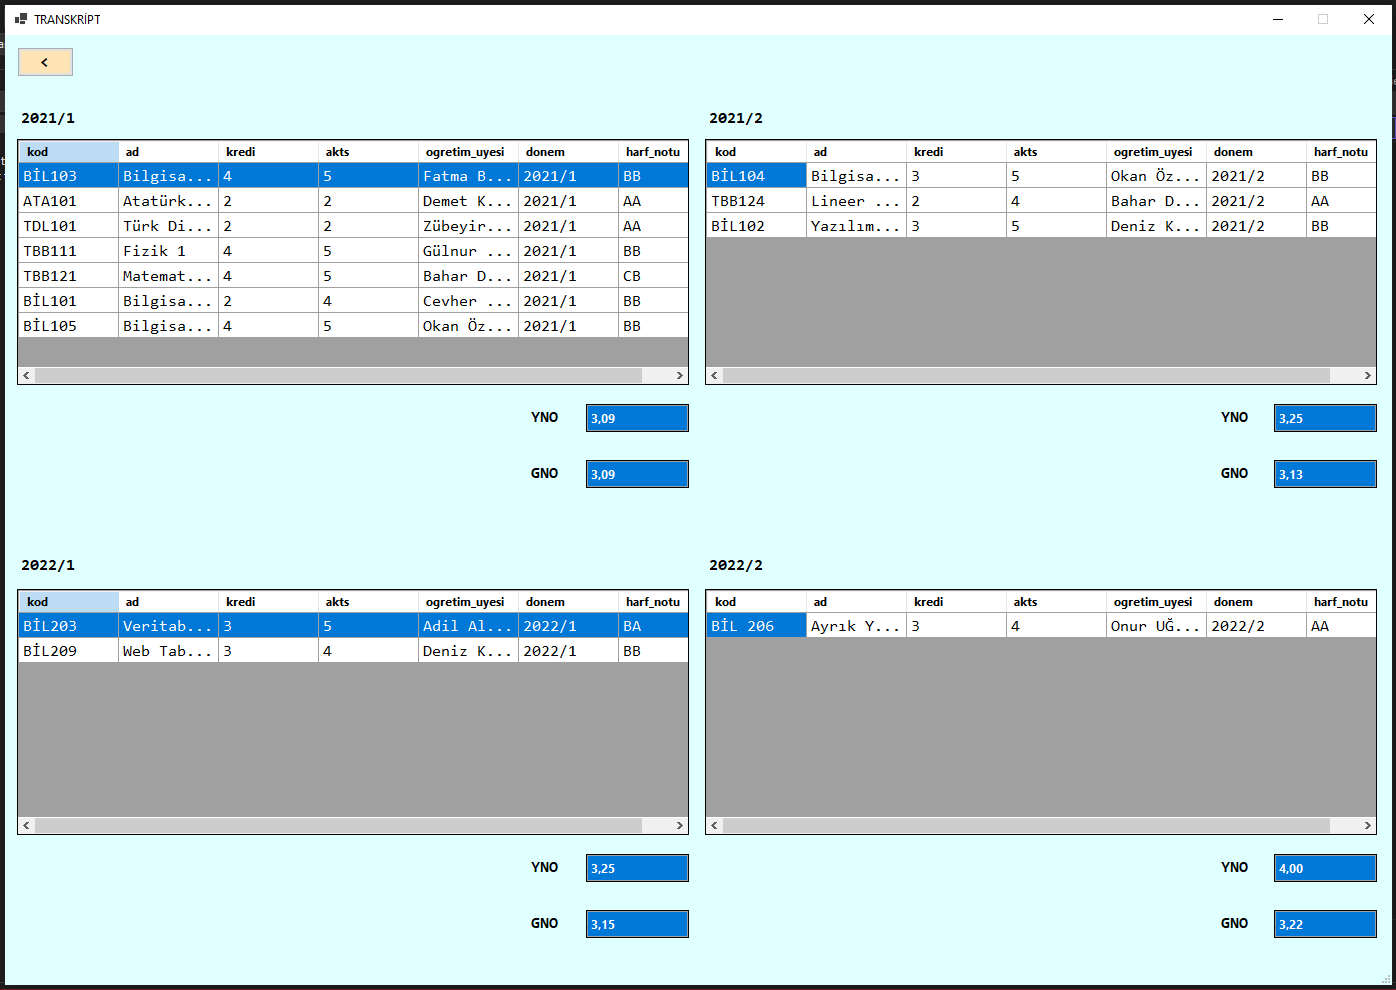 TRANSKRİPT
<
2021/1
kod ad kredi akts ogretim_uyesi donem harf_notu
BİL103 Bilgisa... 4 5 Fatma B... 2021/1 BB
ATA101 Atatürk... 2 2 Demet K... 2021/1 AA
TDL101 Türk Di... 2 2 Zübeyir... 2021/1 AA
TBB111 Fizik 1 4 5 Gülnur ... 2021/1 BB
TBB121 Matemat... 4 5 Bahar D... 2021/1 CB
BİL101 Bilgisa... 2 4 Cevher ... 2021/1 BB
BİL105 Bilgisa... 4 5 Okan Öz... 2021/1 BB
YNO 3,09
GNO 3,09
2021/2
kod ad kredi akts ogretim_uyesi donem harf_notu
BİL104 Bilgisa... 3 5 Okan Öz... 2021/2 BB
TBB124 Lineer ... 2 4 Bahar D... 2021/2 AA
BİL102 Yazılım... 3 5 Deniz K... 2021/2 BB
YNO 3,25
GNO 3,13
2022/1
kod ad kredi akts ogretim_uyesi donem harf_notu
BİL203 Veritab... 3 5 Adil Al... 2022/1 BA
BİL209 Web Tab... 3 4 Deniz K... 2022/1 BB
YNO 3,25
GNO 3,15
2022/2
kod ad kredi akts ogretim_uyesi donem harf_notu
BİL 206 Ayrık Y... 3 4 Onur UĞ... 2022/2 AA
YNO 4,00
GNO 3,22